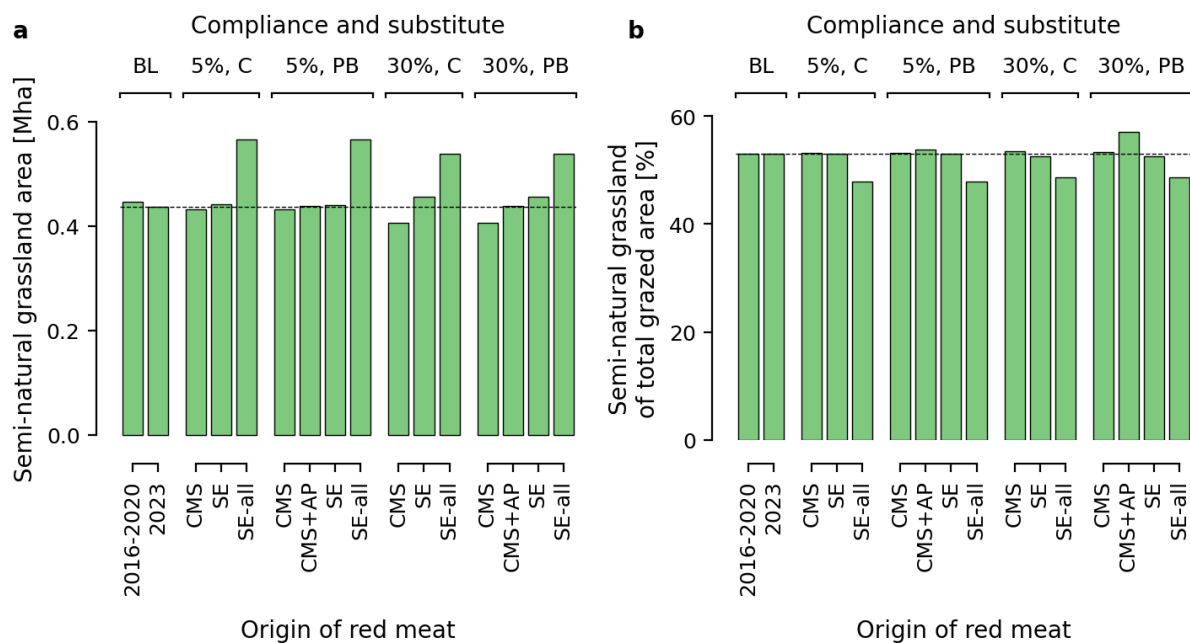 a
Compliance and substitute
BL 5%, C 5%, PB 30%, C 30%, PB
Semi-natural grassland area [Mha]
0.6
0.4
0.2
0.0
2016-2020 2023 CMS SE SE-all CMS CMS+AP SE SE-all CMS SE SE-all CMS CMS+AP SE SE-all
Origin of red meat
b
Compliance and substitute
BL 5%, C 5%, PB 30%, C 30%, PB
Semi-natural grassland
of total grazed area [%]
60
40
20
0
2016-2020 2023 CMS SE SE-all CMS CMS+AP SE SE-all CMS SE SE-all CMS CMS+AP SE SE-all
Origin of red meat